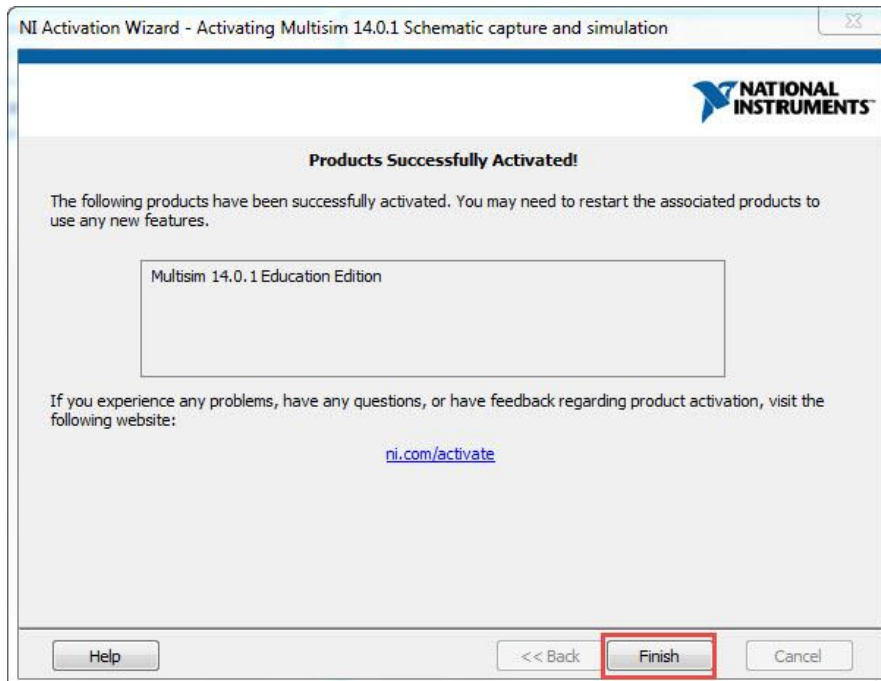 NI Activation Wizard - Activating Multisim 14.0.1 Schematic capture and simulation
NATIONAL
INSTRUMENTS™
Products Successfully Activated!
The following products have been successfully activated. You may need to restart the associated products to
use any new features.
Multisim 14.0.1 Education Edition
If you experience any problems, have any questions, or have feedback regarding product activation, visit the
following website:
ni.com/activate
Help
<< Back
Finish
Cancel